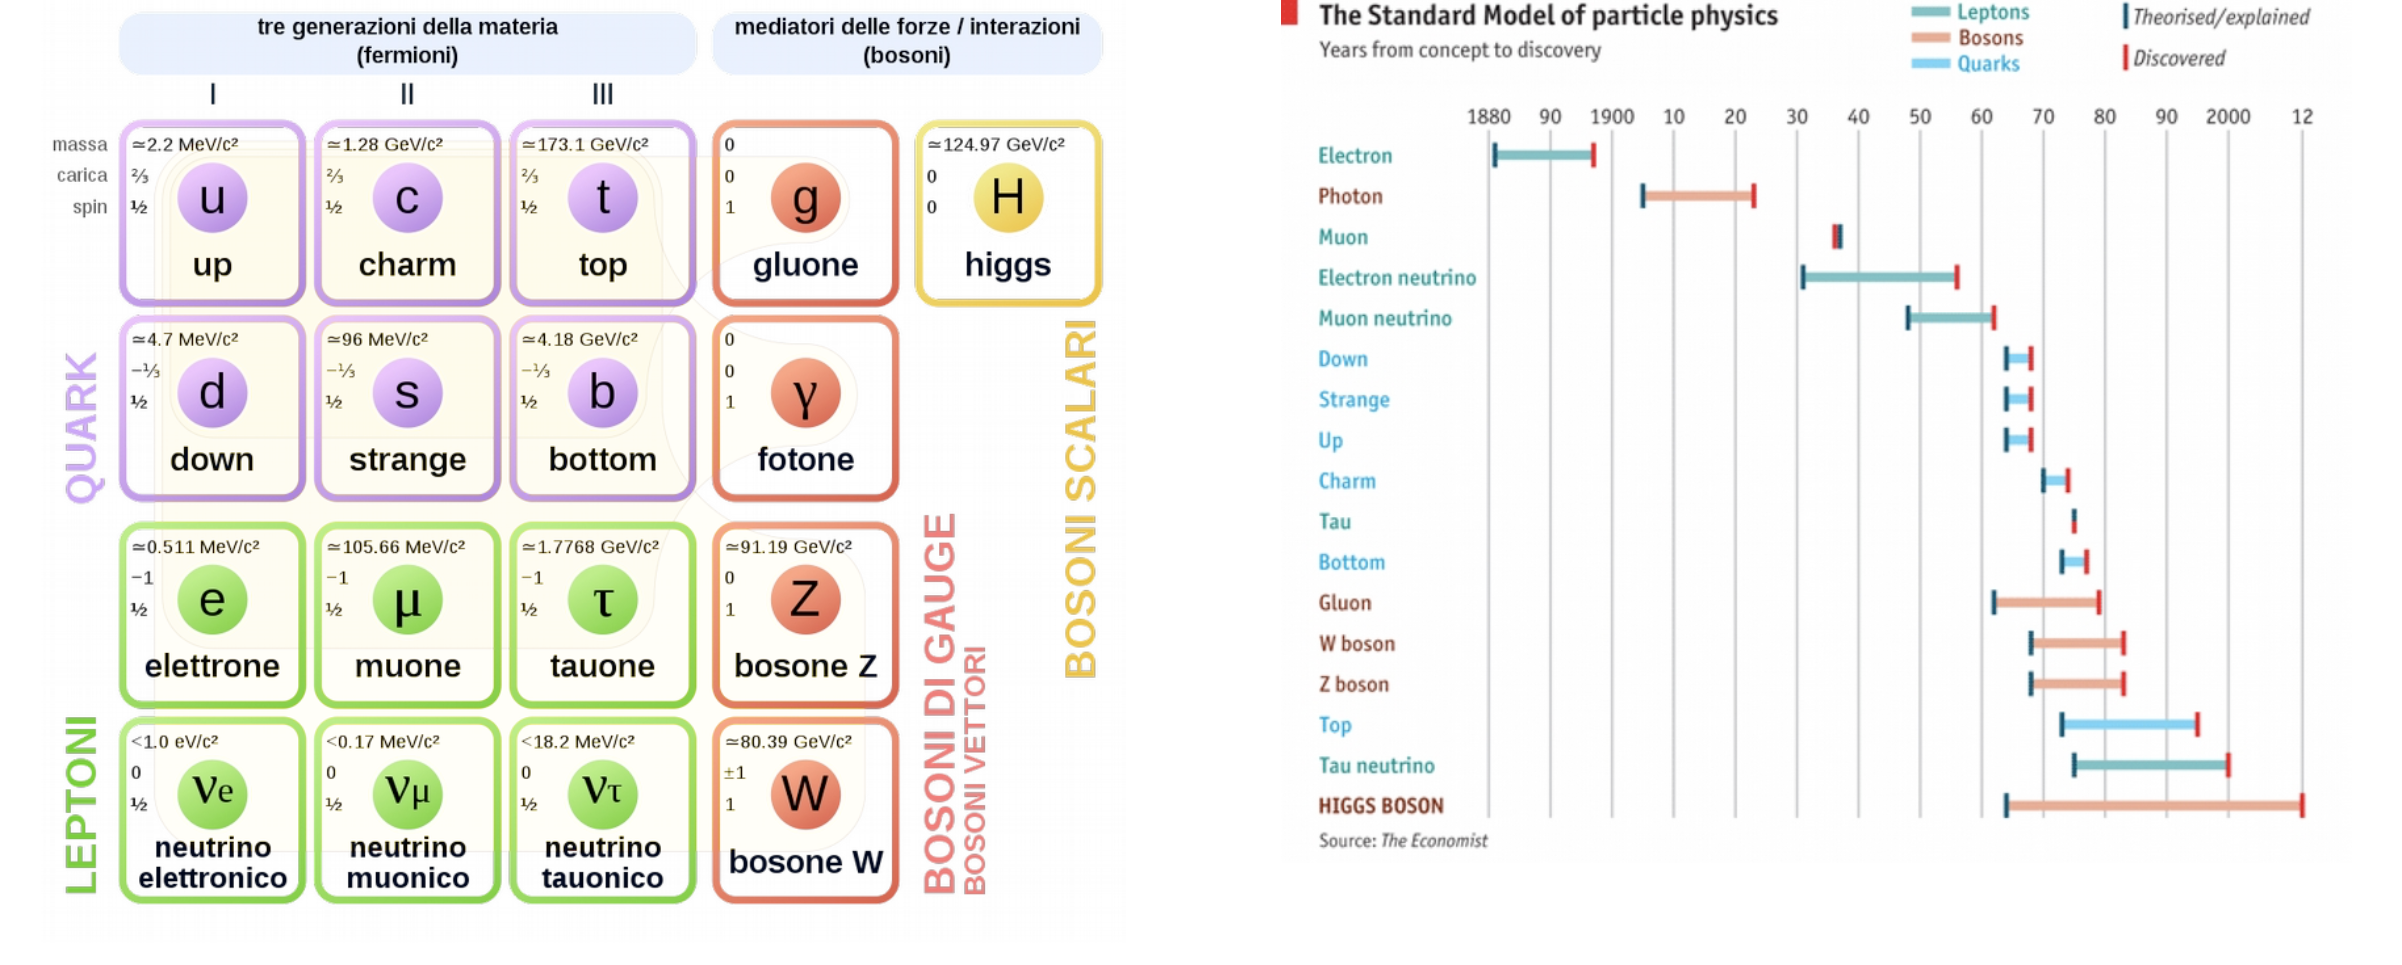 tre generazioni della materia
(fermioni)
mediatori delle forze / interazioni
(bosoni)
I
II
III
massa
carica
spin
≃2.2 MeV/c²
⅔
½
u
up
≃1.28 GeV/c²
⅔
½
c
charm
≃173.1 GeV/c²
⅔
½
t
top
0
0
1
g
gluone
≃124.97 GeV/c²
0
0
H
higgs
QUARK
≃4.7 MeV/c²
−⅓
½
d
down
≃96 MeV/c²
−⅓
½
s
strange
≃4.18 GeV/c²
−⅓
½
b
bottom
0
0
1
γ
fotone
BOSONI SCALARI
≃0.511 MeV/c²
−1
½
e
elettrone
≃105.66 MeV/c²
−1
½
μ
muone
≃1.7768 GeV/c²
−1
½
τ
tauone
≃91.19 GeV/c²
0
1
Z
bosone Z
BOSONI DI GAUGE
BOSONI VETTORI
LEPTONI
<1.0 eV/c²
0
½
νe
neutrino
elettronico
<0.17 MeV/c²
0
½
νμ
neutrino
muonico
<18.2 MeV/c²
0
½
ντ
neutrino
tauonico
≃80.39 GeV/c²
±1
1
W
bosone W
The Standard Model of particle physics
Years from concept to discovery
Leptons
Bosons
Quarks
Theorised/explained
Discovered
1880 90 1900 10 20 30 40 50 60 70 80 90 2000 12
Electron
Photon
Muon
Electron neutrino
Muon neutrino
Down
Strange
Up
Charm
Tau
Bottom
Gluon
W boson
Z boson
Top
Tau neutrino
HIGGS BOSON
Source: The Economist